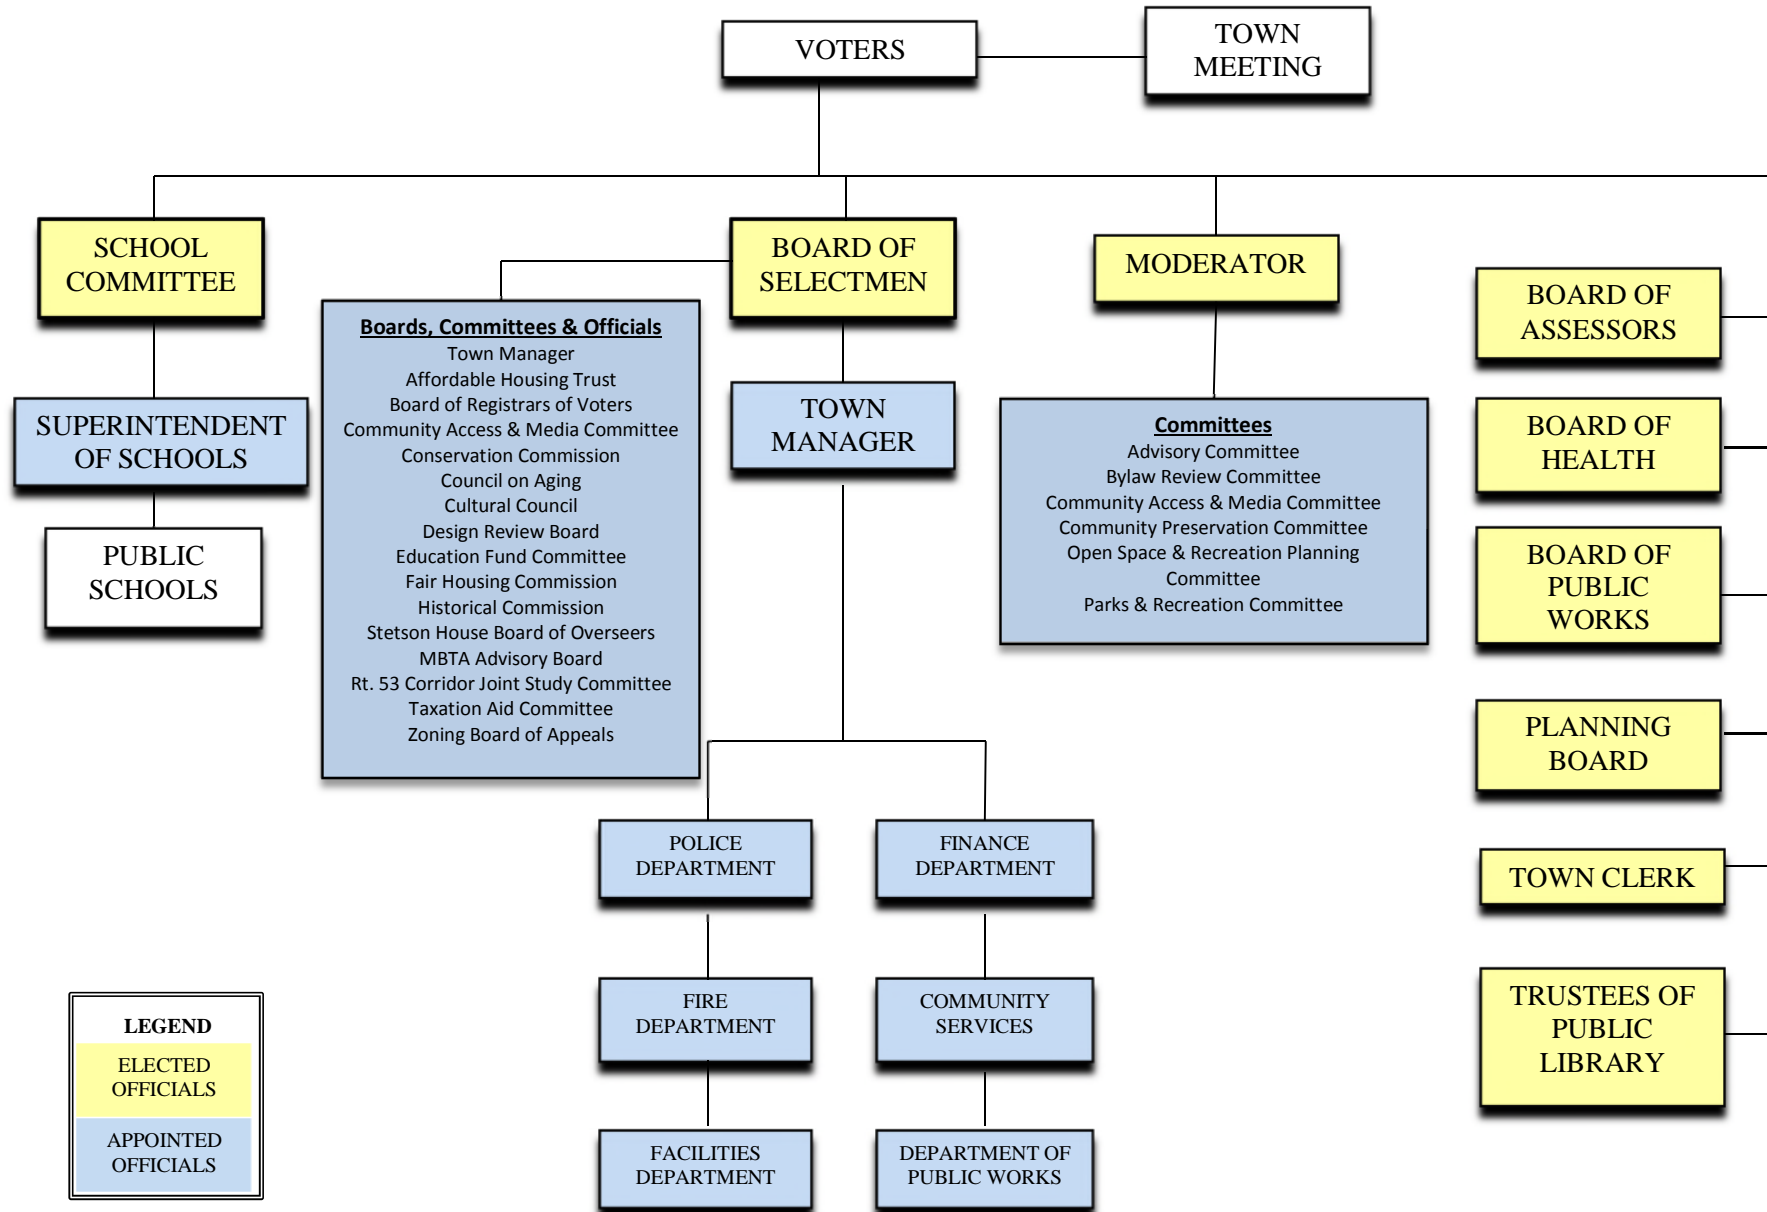 VOTERS
TOWN
MEETING
SCHOOL
COMMITTEE
BOARD OF
SELECTMEN
MODERATOR
BOARD OF
ASSESSORS
Boards, Committees & Officials
Town Manager
Affordable Housing Trust
Board of Registrars of Voters
Community Access & Media Committee
Conservation Commission
Council on Aging
Cultural Council
Design Review Board
Education Fund Committee
Fair Housing Commission
Historical Commission
Stetson House Board of Overseers
MBTA Advisory Board
Rt. 53 Corridor Joint Study Committee
Taxation Aid Committee
Zoning Board of Appeals
SUPERINTENDENT
OF SCHOOLS
TOWN
MANAGER
Committees
Advisory Committee
Bylaw Review Committee
Community Access & Media Committee
Community Preservation Committee
Open Space & Recreation Planning
Committee
Parks & Recreation Committee
BOARD OF
HEALTH
PUBLIC
SCHOOLS
BOARD OF
PUBLIC
WORKS
PLANNING
BOARD
POLICE
DEPARTMENT
FINANCE
DEPARTMENT
TOWN CLERK
FIRE
DEPARTMENT
COMMUNITY
SERVICES
TRUSTEES OF
PUBLIC
LIBRARY
LEGEND
ELECTED
OFFICIALS
APPOINTED
OFFICIALS
FACILITIES
DEPARTMENT
DEPARTMENT OF
PUBLIC WORKS